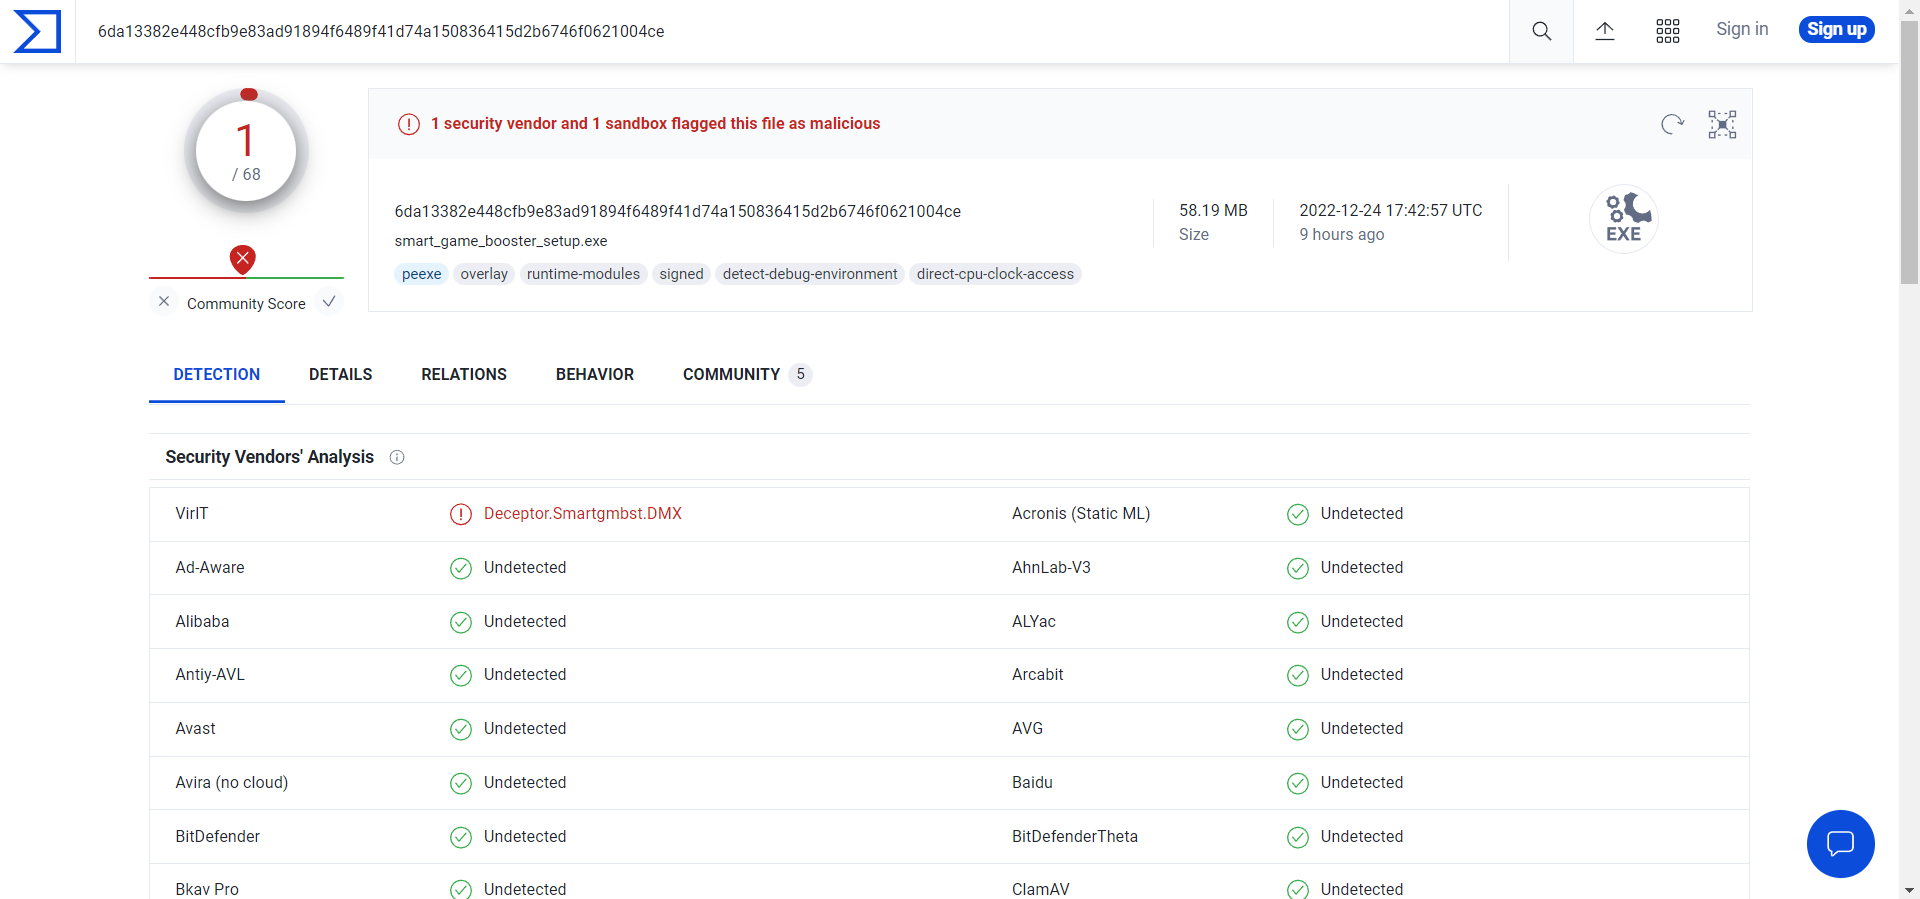 6da13382e448cfb9e83ad91894f6489f41d74a150836415d2b6746f0621004ce
Sign in
Sign up
1
/ 68
Community Score
1 security vendor and 1 sandbox flagged this file as malicious
6da13382e448cfb9e83ad91894f6489f41d74a150836415d2b6746f0621004ce
smart_game_booster_setup.exe
peexe overlay runtime-modules signed detect-debug-environment direct-cpu-clock-access
58.19 MB
Size
2022-12-24 17:42:57 UTC
9 hours ago
EXE
DETECTION DETAILS RELATIONS BEHAVIOR COMMUNITY 5
Security Vendors' Analysis
VirIT Deceptor.Smartgmbst.DMX Acronis (Static ML) Undetected
Ad-Aware Undetected AhnLab-V3 Undetected
Alibaba Undetected ALYac Undetected
Antiy-AVL Undetected Arcabit Undetected
Avast Undetected AVG Undetected
Avira (no cloud) Undetected Baidu Undetected
BitDefender Undetected BitDefenderTheta Undetected
Bkav Pro Undetected ClamAV Undetected